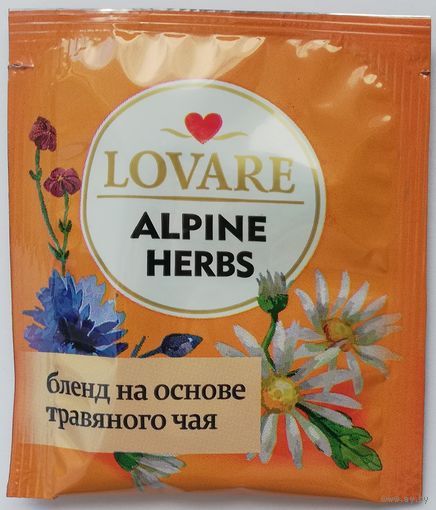 LOVARE
ALPINE
HERBS
бленд на основе
травяного чая